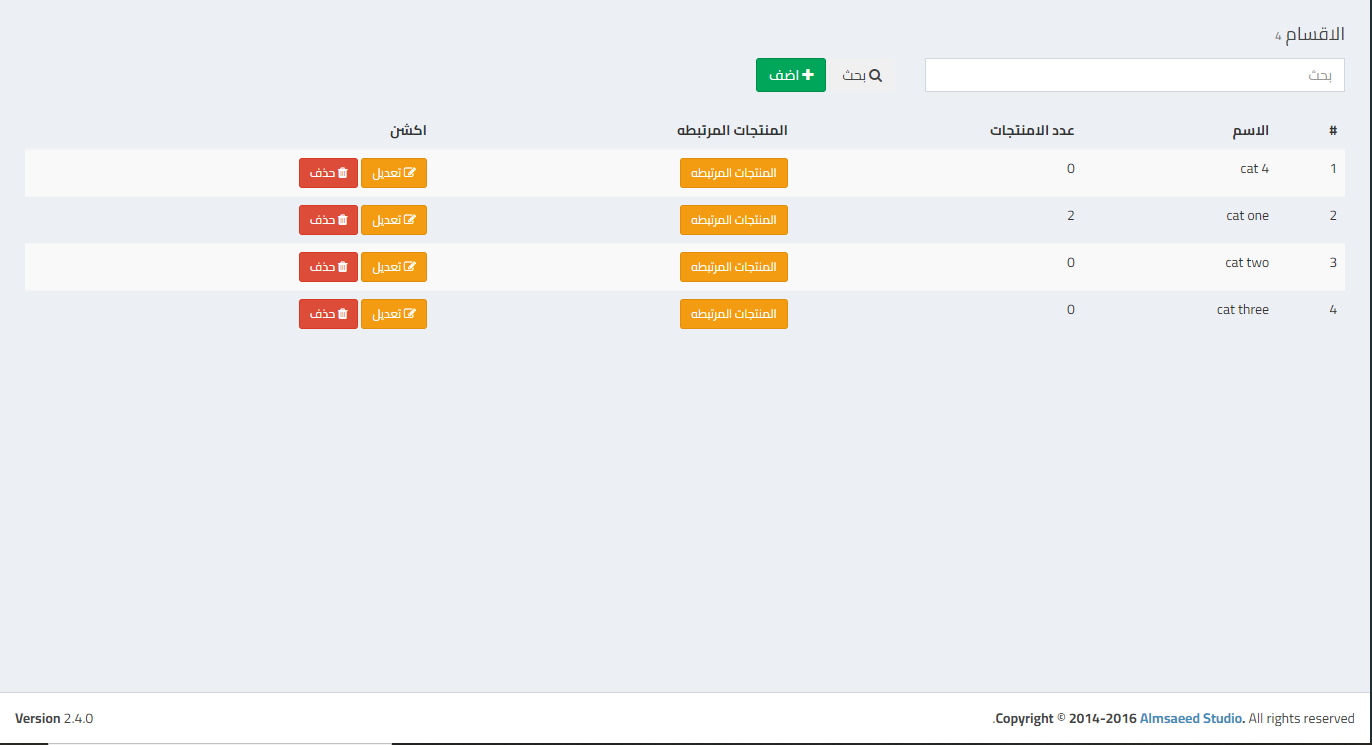 الاقسام 4
بحث
بحث
اضف
# الاسم عدد الامنتجات المنتجات المرتبطه اكشن
1 cat 4 0 المنتجات المرتبطه تعديل حذف
2 cat one 2 المنتجات المرتبطه تعديل حذف
3 cat two 0 المنتجات المرتبطه تعديل حذف
4 cat three 0 المنتجات المرتبطه تعديل حذف
.Copyright © 2014-2016 Almsaeed Studio. All rights reserved
Version 2.4.0